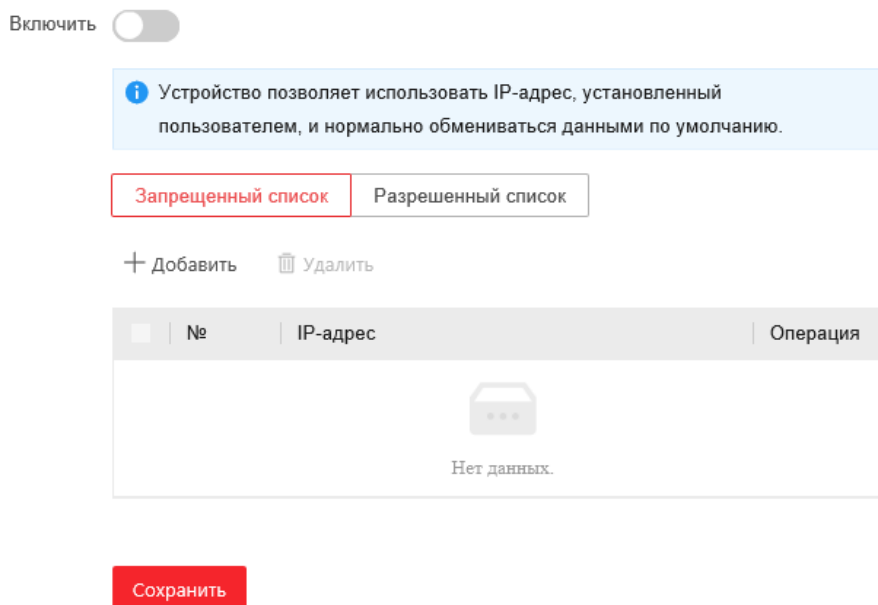 Включить
Устройство позволяет использовать IP-адрес, установленный
пользователем, и нормально обмениваться данными по умолчанию.
Запрещенный список Разрешенный список
Добавить Удалить
№ IP-адрес Операция
Нет данных.
Сохранить